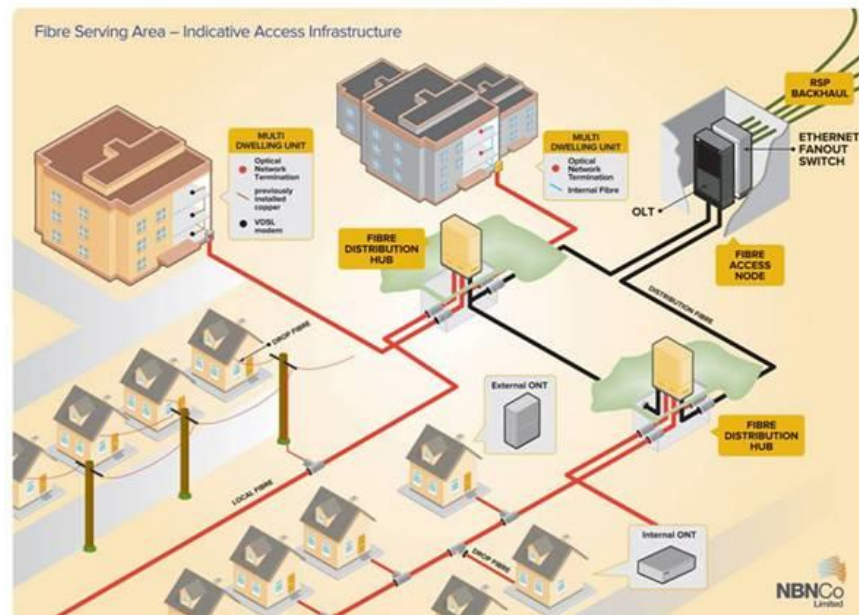 Fibre Serving Area – Indicative Access Infrastructure
RSP
BACKHAUL
MULTI
DWELLING UNIT
Optical
Network
Termination
previously
installed
copper
VDSL
modem
MULTI
DWELLING UNIT
Optical
Network
Termination
Internal Fibre
ETHERNET
FANOUT
SWITCH
OLT
FIBRE
DISTRIBUTION
HUB
FIBRE
ACCESS
NODE
DISTRIBUTION FIBRE
DROP FIBRE
External ONT
FIBRE
DISTRIBUTION
HUB
LOCAL FIBRE
Internal ONT
DROP FIBRE
NBNCo
Limited